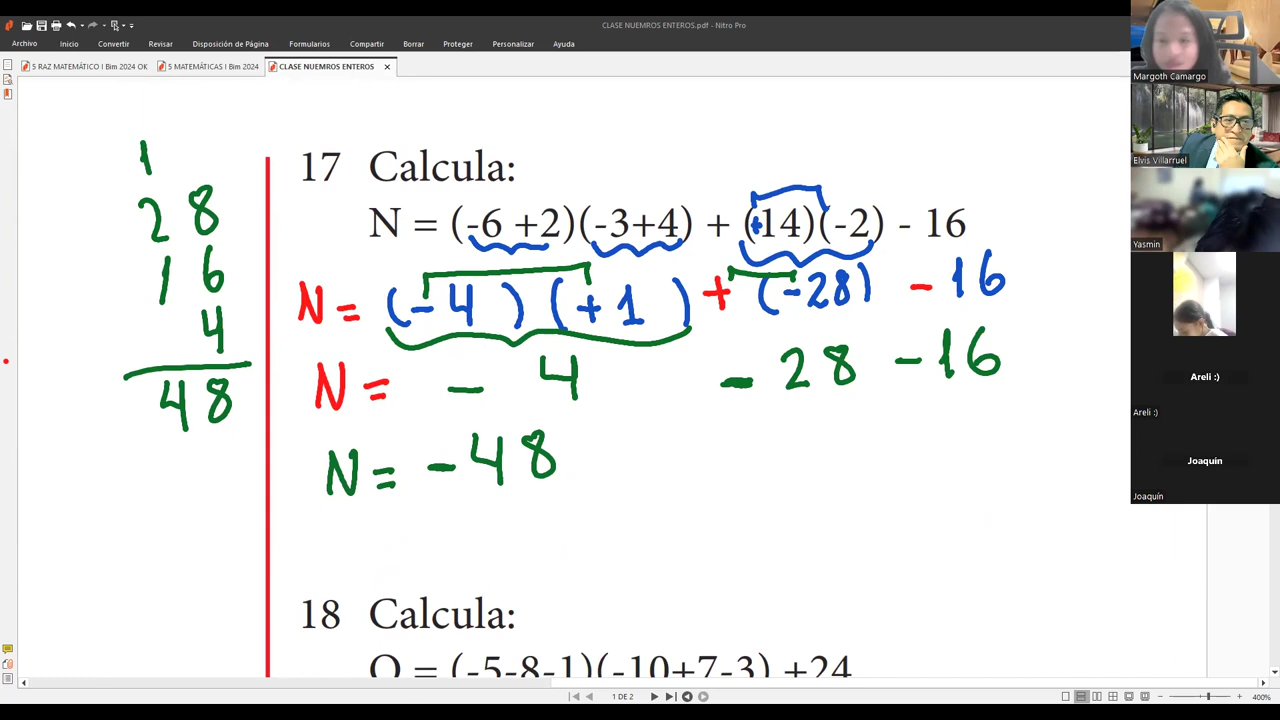 CLASE NUEMROS ENTEROS.pdf - Nitro Pro
Archivo Inicio Convertir Revisar Disposición de Página Formularios Compartir Borrar Proteger Personalizar Ayuda
5 RAZ MATEMÁTICO I Bim 2024 OK 5 MATEMÁTICAS I Bim 2024 CLASE NUEMROS ENTEROS
Margoth Camargo
Elvis Villarruel
Yasmin
Areli :)
Areli :)
Joaquin
Joaquín
1
28
16
4
48
17 Calcula:
N = (-6 +2)(-3+4) + (+14)(-2) - 16
N= (-4)(+1) + (-28) - 16
N= - 4 - 28 - 16
N= - 48
18 Calcula:
O = (-5-8-1)(-10+7-3) +24
1 DE 2
400%